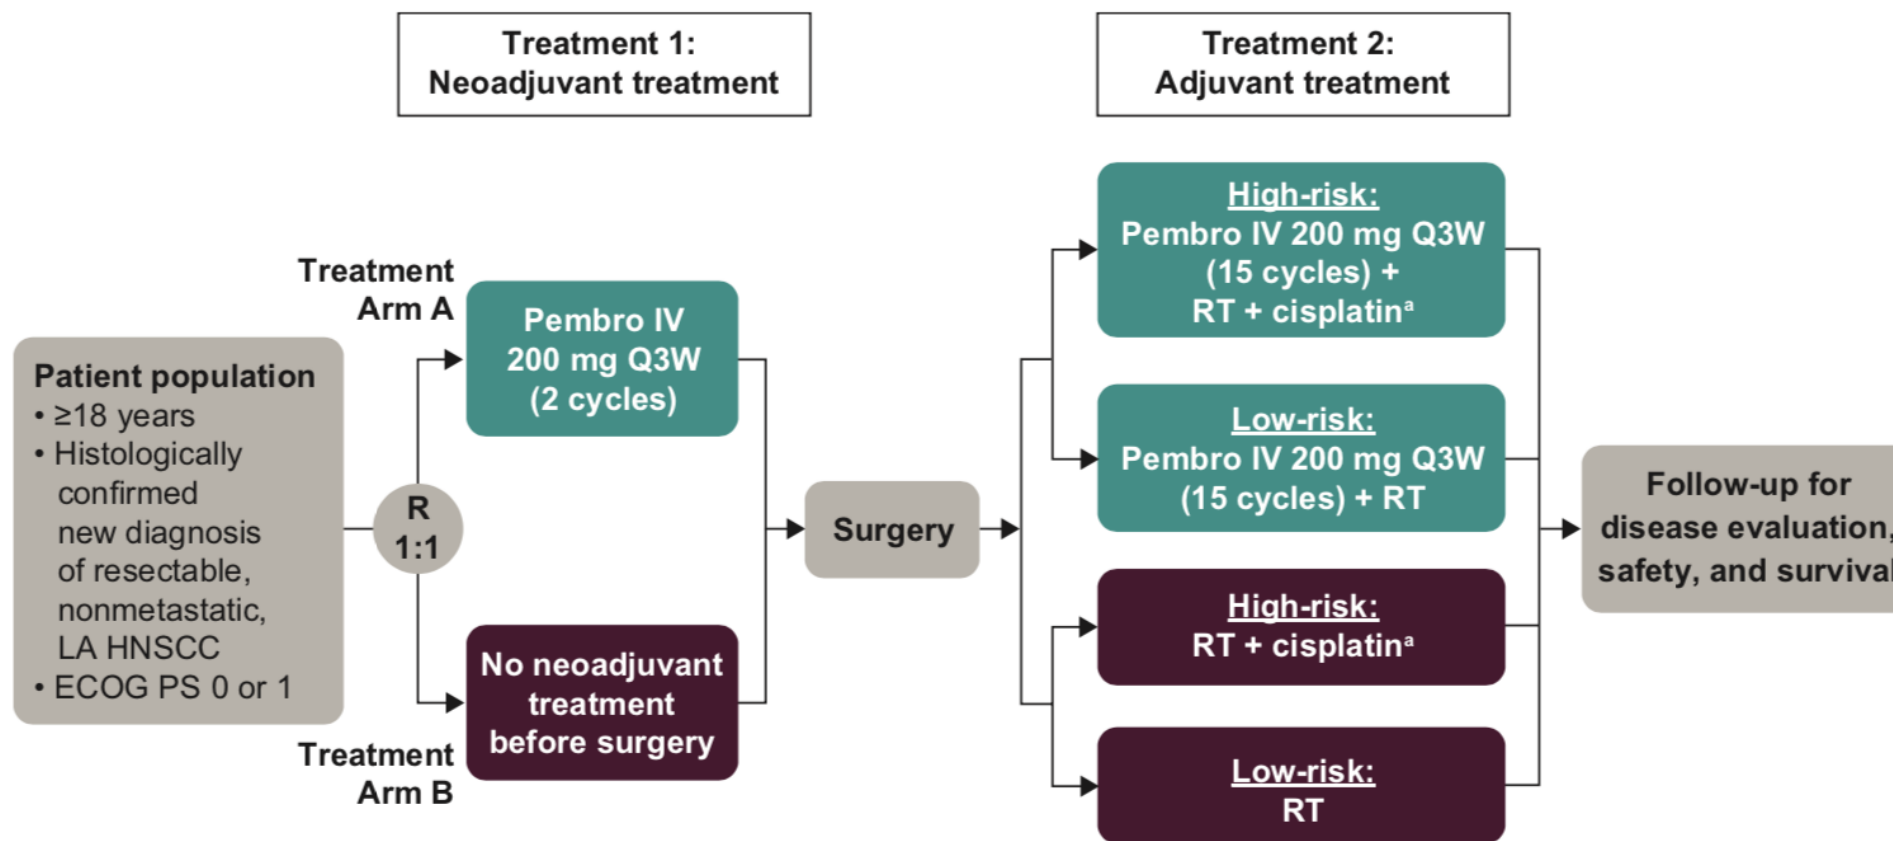 Treatment 1:
Neoadjuvant treatment
Treatment 2:
Adjuvant treatment
Patient population
• ≥18 years
• Histologically
confirmed
new diagnosis
of resectable,
nonmetastatic,
LA HNSCC
• ECOG PS 0 or 1
R
1:1
Treatment
Arm A
Pembro IV
200 mg Q3W
(2 cycles)
No neoadjuvant
treatment
before surgery
Treatment
Arm B
Surgery
High-risk:
Pembro IV 200 mg Q3W
(15 cycles) +
RT + cisplatinᵃ
Low-risk:
Pembro IV 200 mg Q3W
(15 cycles) + RT
High-risk:
RT + cisplatinᵃ
Low-risk:
RT
Follow-up for
disease evaluation,
safety, and survival